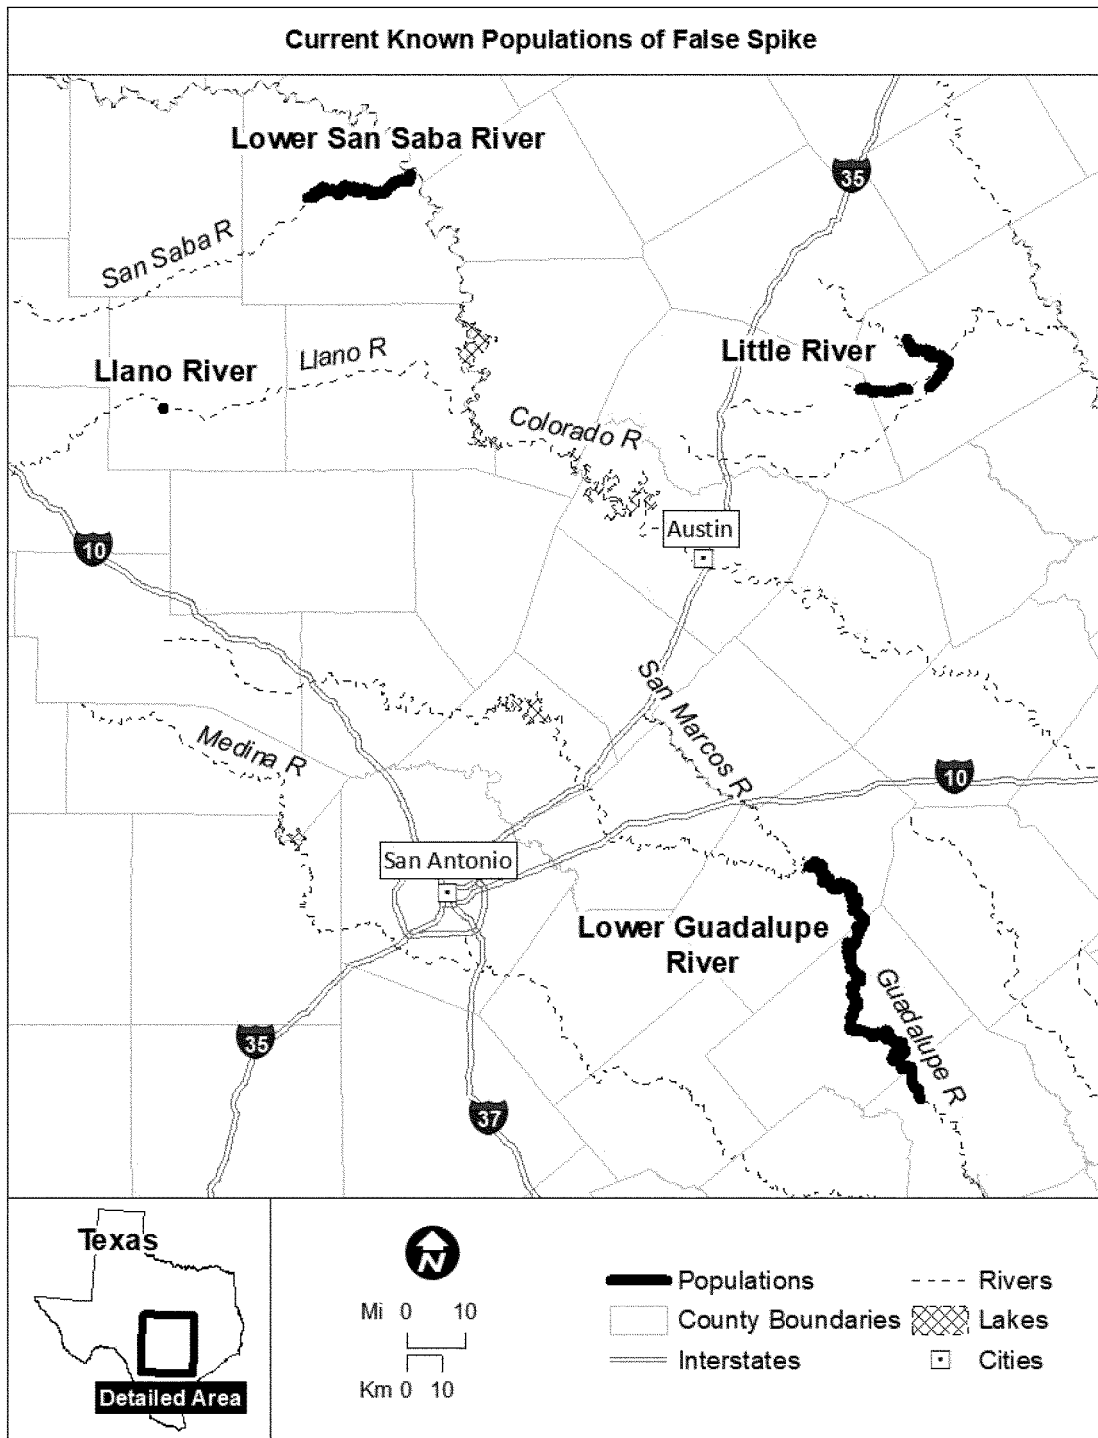 Current Known Populations of False Spike
Lower San Saba River
35
San Saba R
Llano River
Llano R
Little River
Colorado R
Austin
10
San Marcos R
Medina R
10
San Antonio
Lower Guadalupe
River
Guadalupe R
35
37
Texas
Detailed Area
N
Mi 0 10
Km 0 10
Populations
Rivers
County Boundaries
Lakes
Interstates
Cities